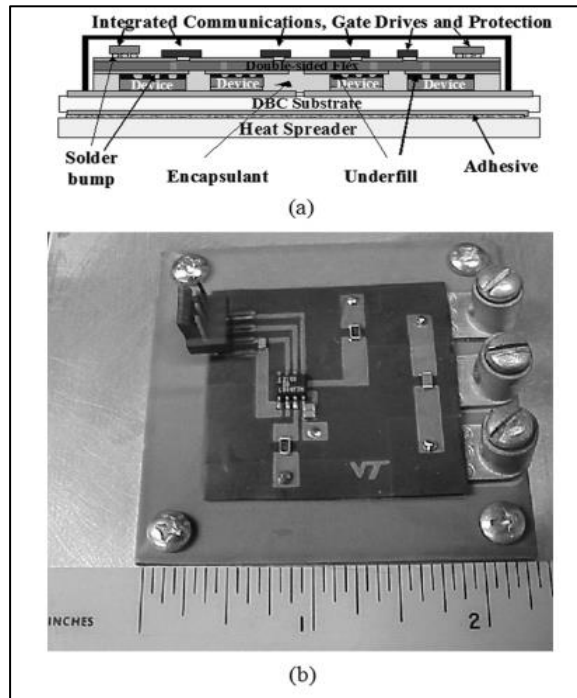 Integrated Communications, Gate Drives and Protection
Double-sided Flex
Device Device Device Device
DBC Substrate
Heat Spreader
Solder bump
Encapsulant
Underfill
Adhesive
(a)
VT
INCHES 1 2
(b)